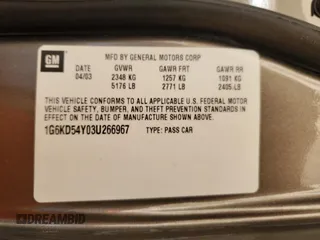 GM
MFD BY GENERAL MOTORS CORP
DATE GVWR GAWR FRT GAWR RR
04/03 2348 KG 1257 KG 1091 KG
5176 LB 2771 LB 2405 LB
THIS VEHICLE CONFORMS TO ALL APPLICABLE U.S. FEDERAL MOTOR
VEHICLE SAFETY, BUMPER, AND THEFT PREVENTION STANDARDS
IN EFFECT ON THE DATE OF MANUFACTURE SHOWN ABOVE.
1G6KD54Y03U266967 TYPE: PASS CAR
DREAMBID